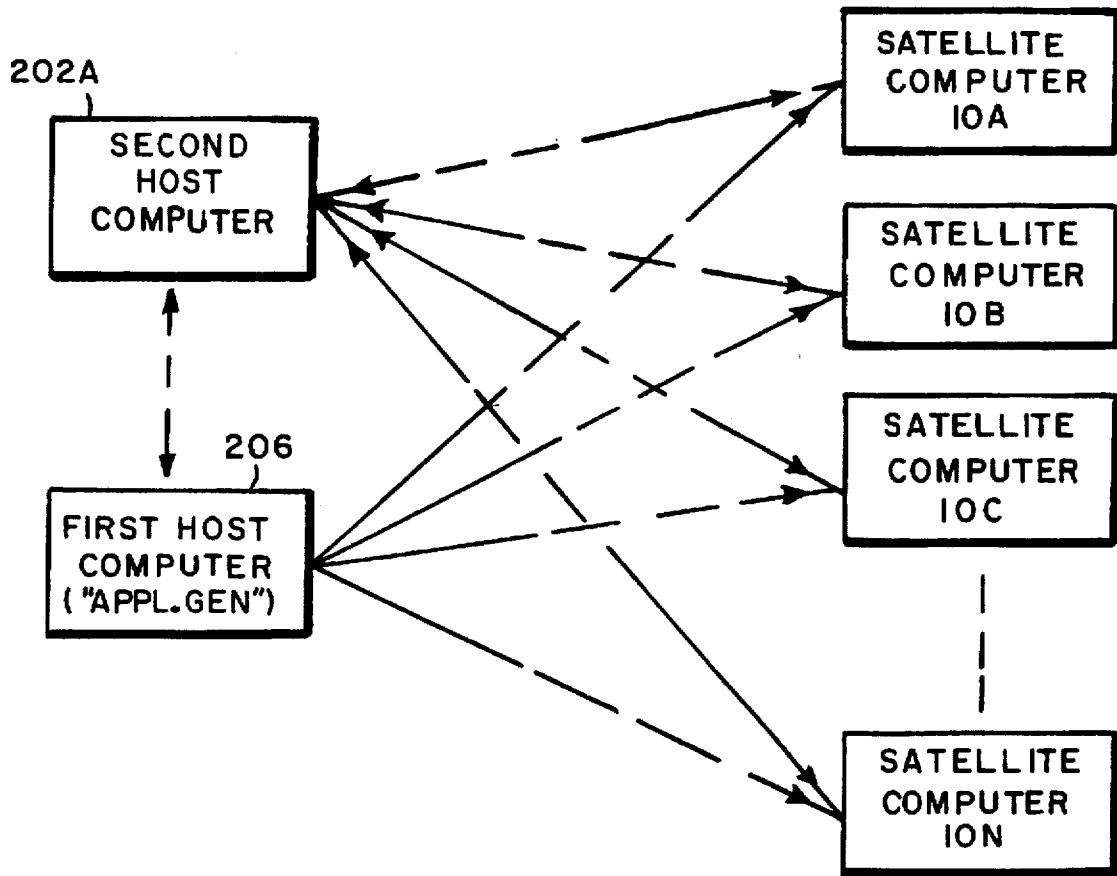 202A
SECOND
HOST
COMPUTER
206
FIRST HOST
COMPUTER
("APPL.GEN")
SATELLITE
COMPUTER
10A
SATELLITE
COMPUTER
10B
SATELLITE
COMPUTER
10C
SATELLITE
COMPUTER
10N